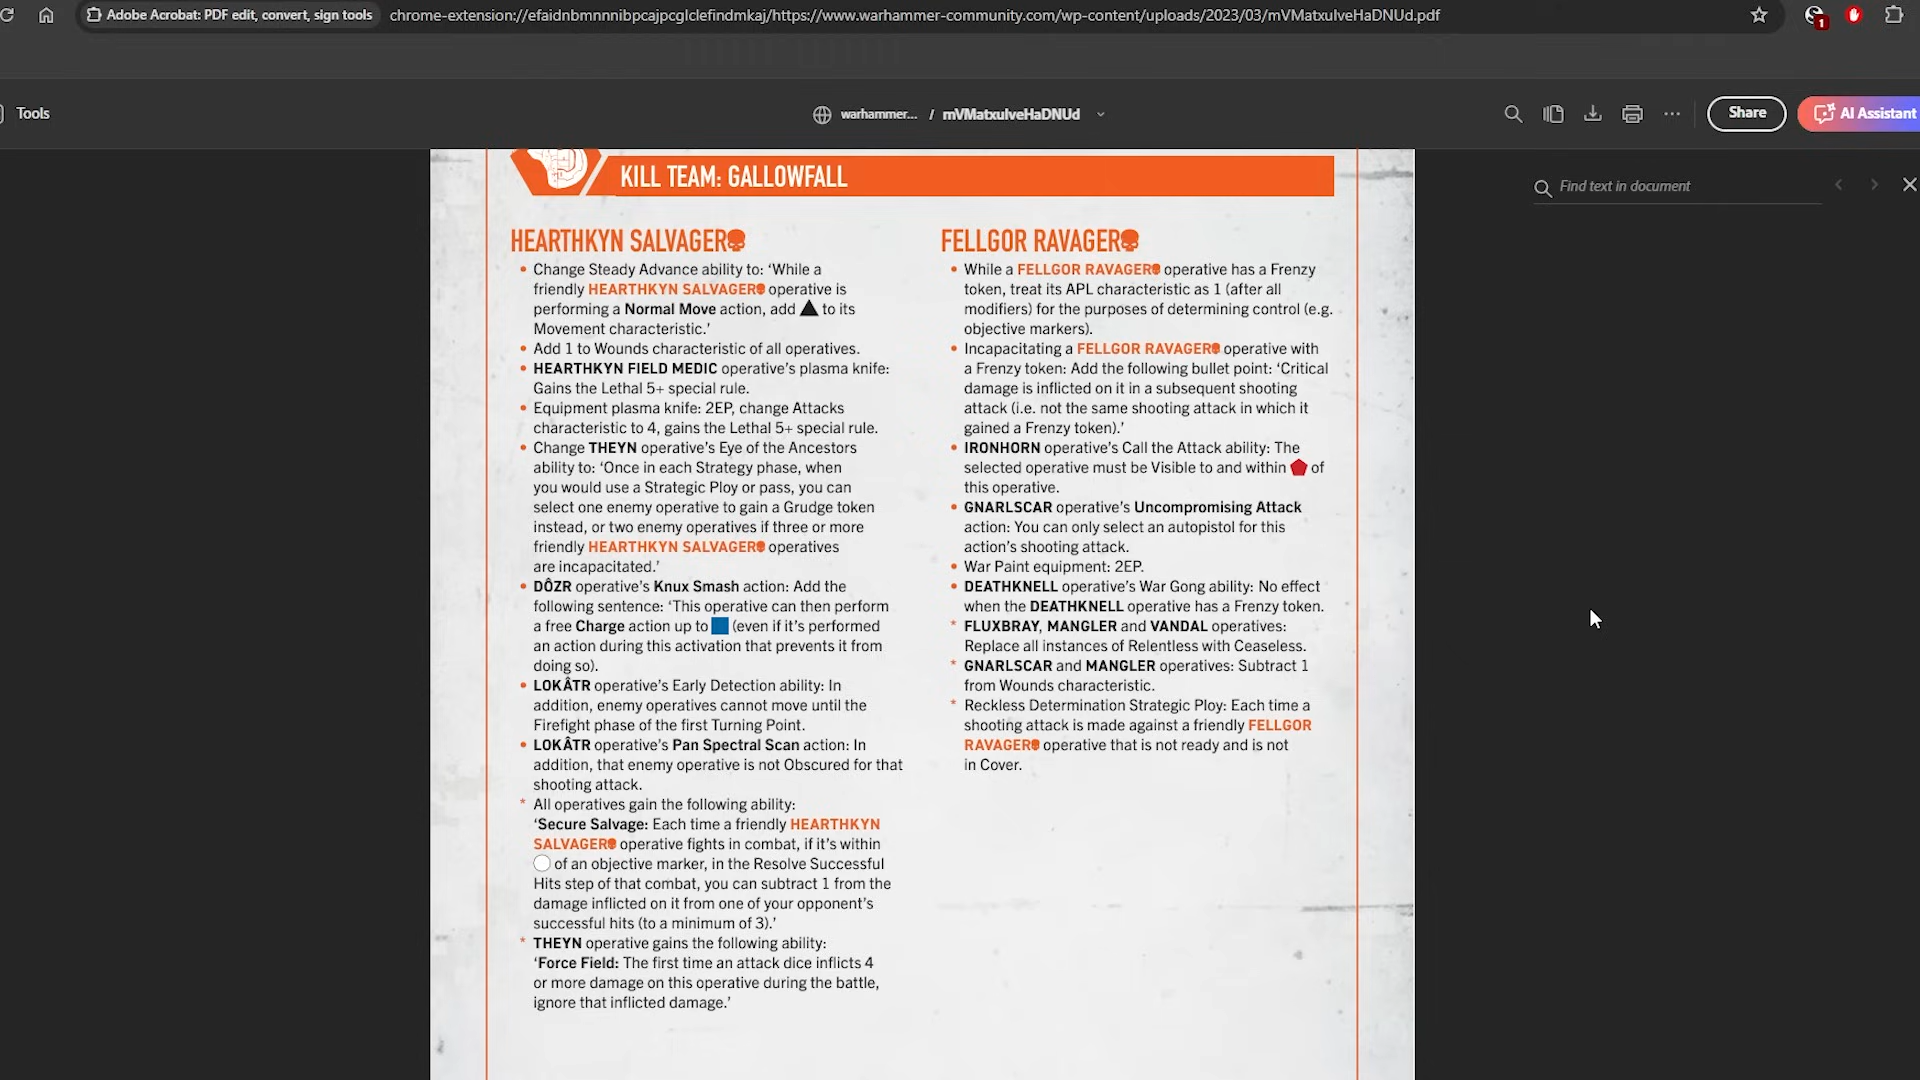 Adobe Acrobat: PDF edit, convert, sign tools
chrome-extension://efaidnbmnnnibpcajpcglclefindmkaj/https://www.warhammer-community.com/wp-content/uploads/2023/03/mVMatxulveHaDNUd.pdf
1
Tools
warhammer... / mVMatxulveHaDNUd
Share
AI Assistant
Find text in document
KILL TEAM: GALLOWFALL
HEARTHKYN SALVAGER
• Change Steady Advance ability to: ‘While a
friendly HEARTHKYN SALVAGER operative is
performing a Normal Move action, add ▲ to its
Movement characteristic.’
• Add 1 to Wounds characteristic of all operatives.
• HEARTHKYN FIELD MEDIC operative’s plasma knife:
Gains the Lethal 5+ special rule.
• Equipment plasma knife: 2EP, change Attacks
characteristic to 4, gains the Lethal 5+ special rule.
• Change THEYN operative’s Eye of the Ancestors
ability to: ‘Once in each Strategy phase, when
you would use a Strategic Ploy or pass, you can
select one enemy operative to gain a Grudge token
instead, or two enemy operatives if three or more
friendly HEARTHKYN SALVAGER operatives
are incapacitated.’
• DÔZR operative’s Knux Smash action: Add the
following sentence: ‘This operative can then perform
a free Charge action up to ■ (even if it’s performed
an action during this activation that prevents it from
doing so).
• LOKÂTR operative’s Early Detection ability: In
addition, enemy operatives cannot move until the
Firefight phase of the first Turning Point.
• LOKÂTR operative’s Pan Spectral Scan action: In
addition, that enemy operative is not Obscured for that
shooting attack.
* All operatives gain the following ability:
‘Secure Salvage: Each time a friendly HEARTHKYN
SALVAGER operative fights in combat, if it’s within
○ of an objective marker, in the Resolve Successful
Hits step of that combat, you can subtract 1 from the
damage inflicted on it from one of your opponent’s
successful hits (to a minimum of 3).’
* THEYN operative gains the following ability:
‘Force Field: The first time an attack dice inflicts 4
or more damage on this operative during the battle,
ignore that inflicted damage.’
FELLGOR RAVAGER
• While a FELLGOR RAVAGER operative has a Frenzy
token, treat its APL characteristic as 1 (after all
modifiers) for the purposes of determining control (e.g.
objective markers).
• Incapacitating a FELLGOR RAVAGER operative with
a Frenzy token: Add the following bullet point: ‘Critical
damage is inflicted on it in a subsequent shooting
attack (i.e. not the same shooting attack in which it
gained a Frenzy token).’
• IRONHORN operative’s Call the Attack ability: The
selected operative must be Visible to and within ⬟ of
this operative.
• GNARLSCAR operative’s Uncompromising Attack
action: You can only select an autopistol for this
action’s shooting attack.
• War Paint equipment: 2EP.
• DEATHKNELL operative’s War Gong ability: No effect
when the DEATHKNELL operative has a Frenzy token.
* FLUXBRAY, MANGLER and VANDAL operatives:
Replace all instances of Relentless with Ceaseless.
* GNARLSCAR and MANGLER operatives: Subtract 1
from Wounds characteristic.
* Reckless Determination Strategic Ploy: Each time a
shooting attack is made against a friendly FELLGOR
RAVAGER operative that is not ready and is not
in Cover.